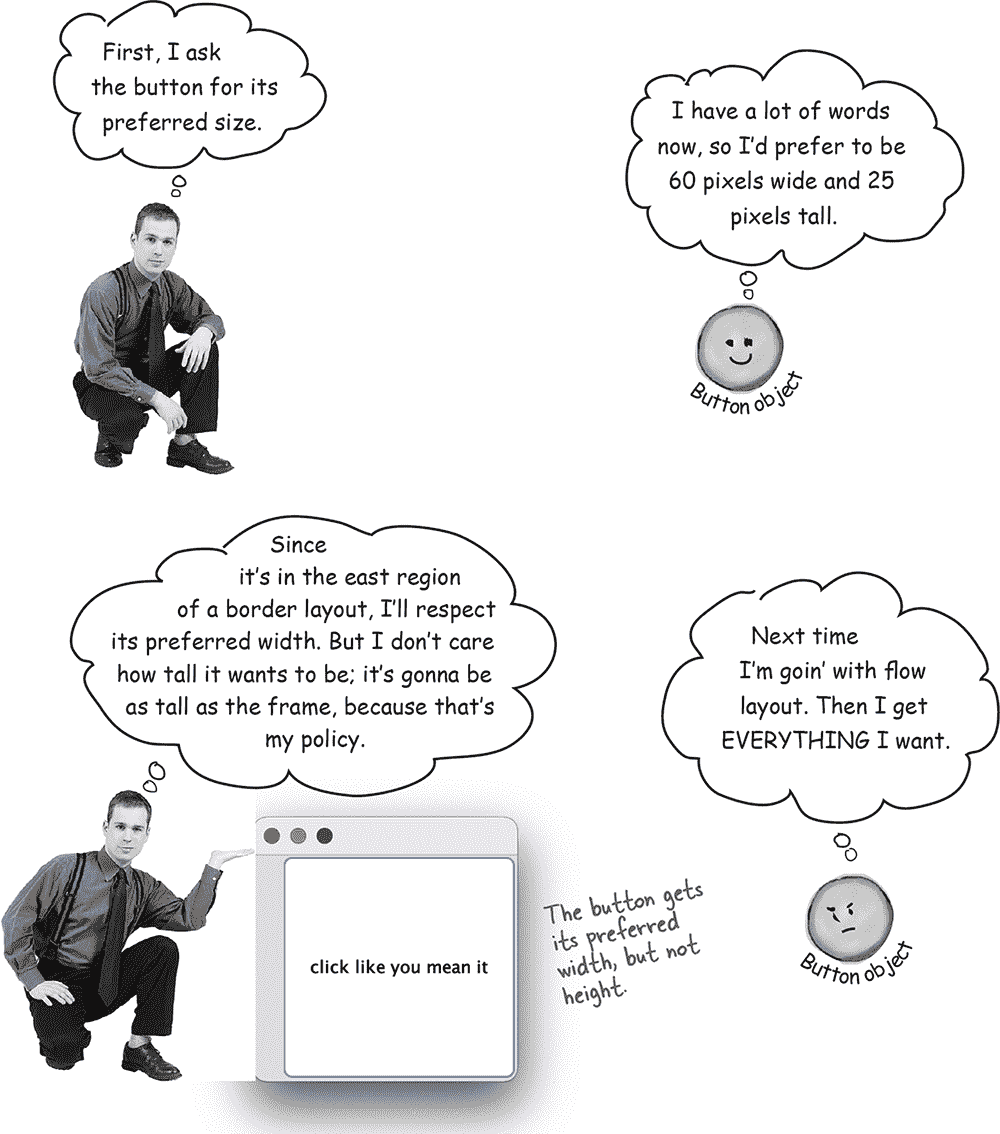 First, I ask
the button for its
preferred size.
I have a lot of words
now, so I'd prefer to be
60 pixels wide and 25
pixels tall.
Button object
Since
it's in the east region
of a border layout, I'll respect
its preferred width. But I don't care
how tall it wants to be; it's gonna be
as tall as the frame, because that's
my policy.
Next time
I'm goin' with flow
layout. Then I get
EVERYTHING I want.
click like you mean it
The button gets
its preferred
width, but not
height.
Button object